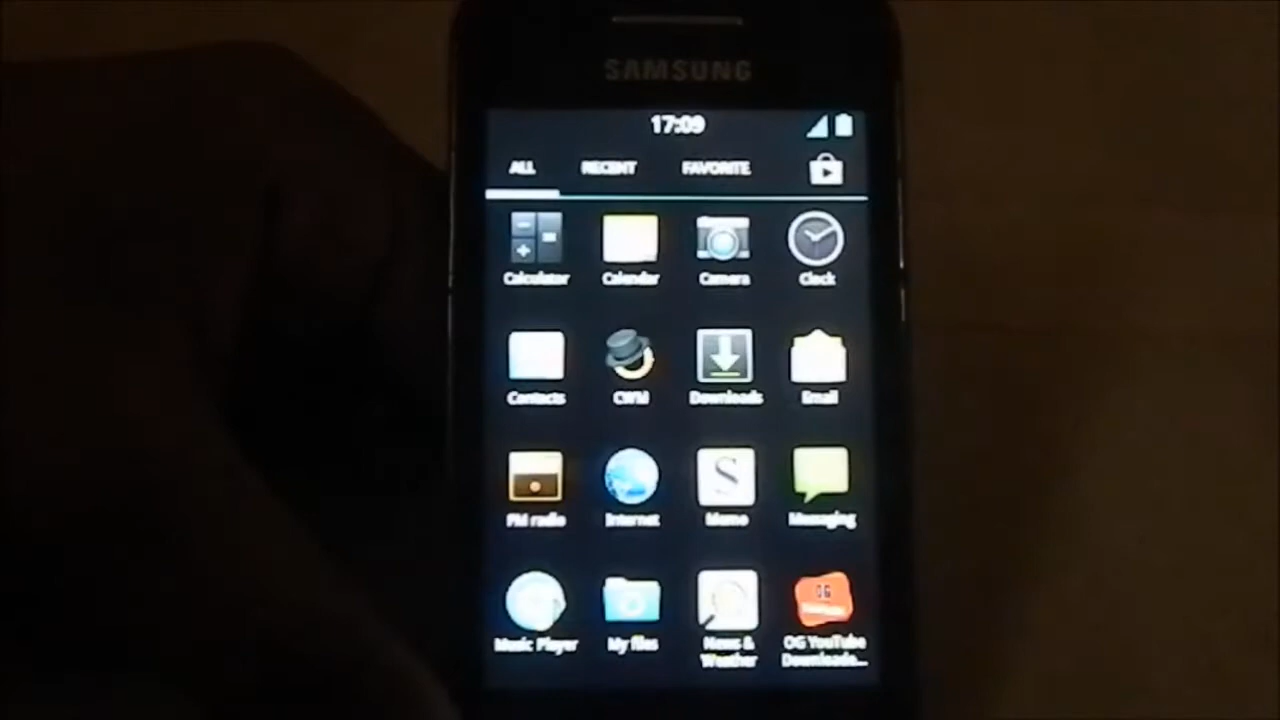 SAMSUNG
17:09
ALL RECENT FAVORITE
Calculator Calendar Camera Clock
Contacts CWM Downloads Email
FM radio Internet Memo Messaging
Music Player My files News & Weather OG YouTube Downloade...